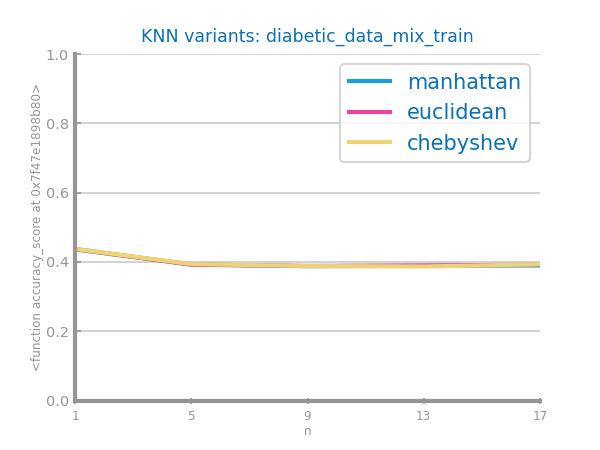 KNN variants: diabetic_data_mix_train
1.0
0.8
0.6
0.4
0.2
0.0
<function accuracy_score at 0x7f47e1898b80>
manhattan
euclidean
chebyshev
1 5 9 13 17
n